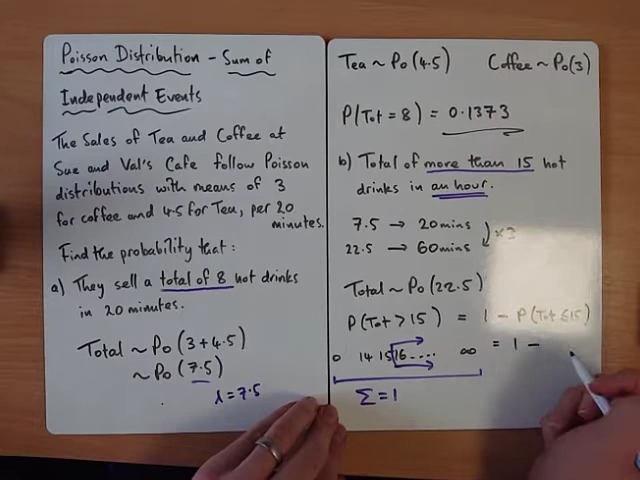 Poisson Distribution - Sum of
Independent Events
The Sales of Tea and Coffee at
Sue and Val's Cafe follow Poisson
distributions with means of 3
for coffee and 4.5 for Tea, per 20
minutes.
Find the probability that:
a) They sell a total of 8 hot drinks
in 20 minutes.
Total ~ Po(3+4.5)
~ Po(7.5)
λ = 7.5
Tea ~ Po(4.5) Coffee ~ Po(3)
P(Tot = 8) = 0.1373
b) Total of more than 15 hot
drinks in an hour.
7.5 → 20mins
22.5 → 60mins
×3
Total ~ Po(22.5)
P(Tot > 15) = 1 - P(Tot ≤ 15)
= 1 -
0 14 15 16 .... ∞
Σ = 1